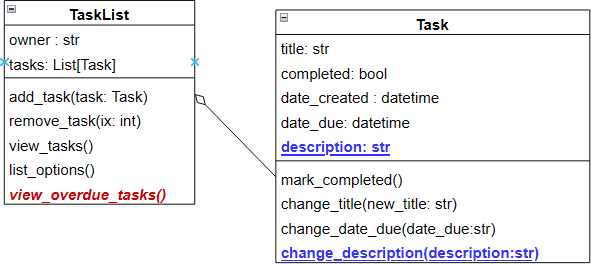 TaskList
owner : str
tasks: List[Task]
add_task(task: Task)
remove_task(ix: int)
view_tasks()
list_options()
view_overdue_tasks()
Task
title: str
completed: bool
date_created : datetime
date_due: datetime
description: str
mark_completed()
change_title(new_title: str)
change_date_due(date_due:str)
change_description(description:str)